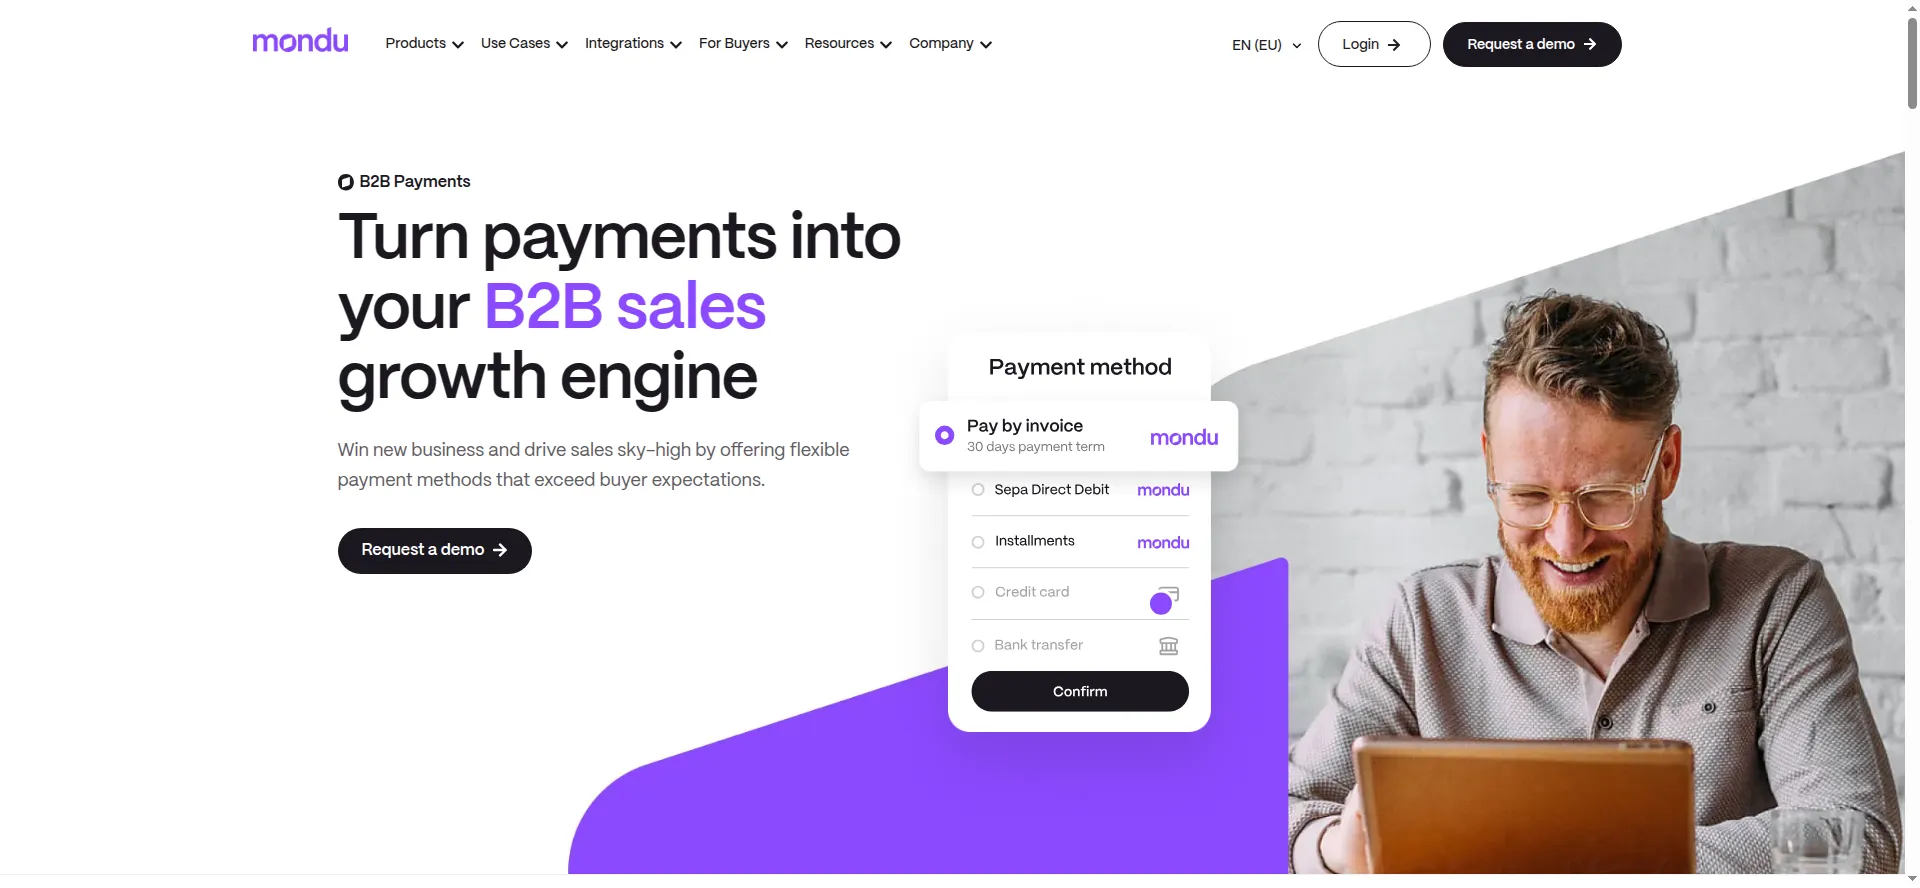 mondu
Products
Use Cases
Integrations
For Buyers
Resources
Company
EN (EU)
Login
Request a demo
B2B Payments
Turn payments into
your B2B sales
growth engine
Win new business and drive sales sky-high by offering flexible
payment methods that exceed buyer expectations.
Request a demo
Payment method
Pay by invoice
30 days payment term
mondu
Sepa Direct Debit
mondu
Installments
mondu
Credit card
Bank transfer
Confirm